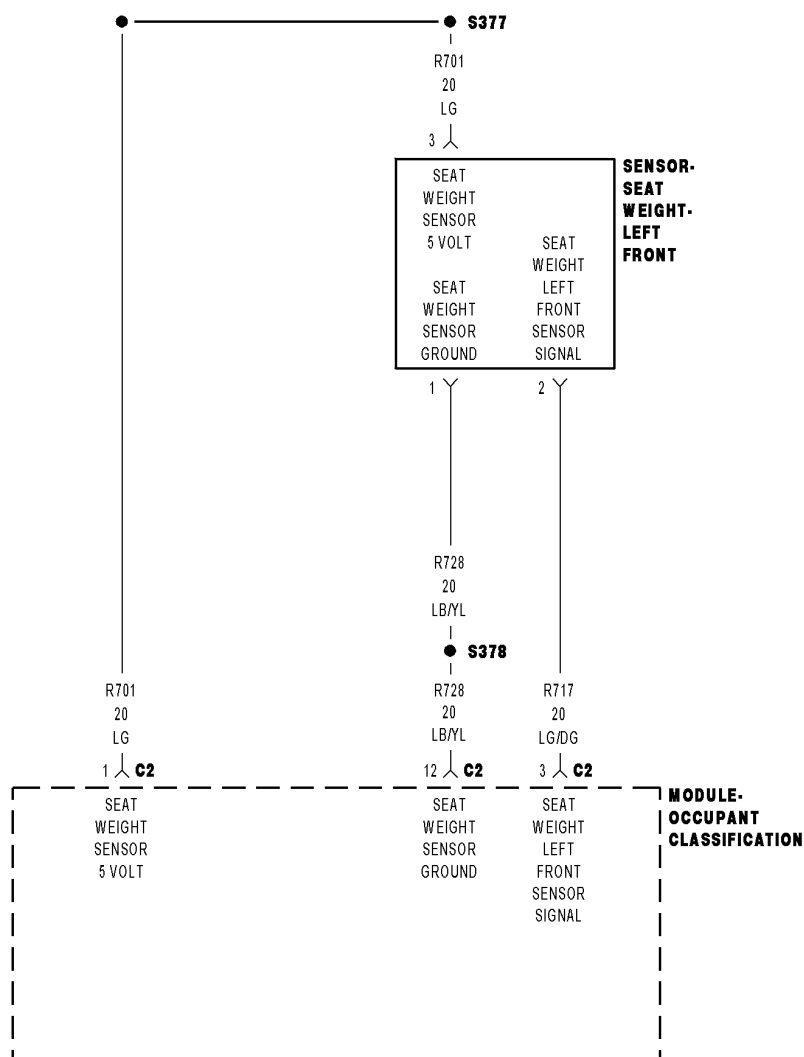 S377
R701
20
LG
3
SENSOR-
SEAT
WEIGHT-
LEFT
FRONT
SEAT
WEIGHT
SENSOR
5 VOLT
SEAT
WEIGHT
SENSOR
GROUND
SEAT
WEIGHT
LEFT
FRONT
SENSOR
SIGNAL
1
2
R728
20
LB/YL
S378
R701
20
LG
R728
20
LB/YL
R717
20
LG/DG
1 C2
12 C2
3 C2
MODULE-
OCCUPANT
CLASSIFICATION
SEAT
WEIGHT
SENSOR
5 VOLT
SEAT
WEIGHT
SENSOR
GROUND
SEAT
WEIGHT
LEFT
FRONT
SENSOR
SIGNAL